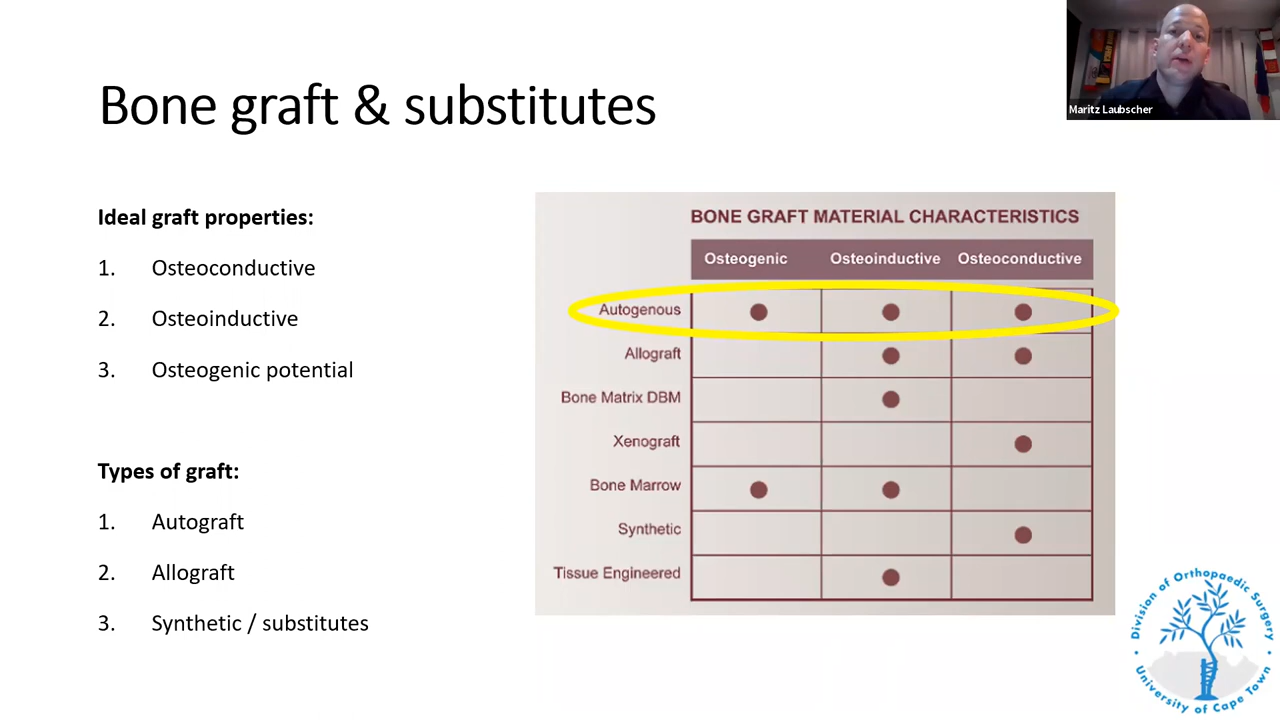 Maritz Laubscher
Bone graft & substitutes
Ideal graft properties:
1. Osteoconductive
2. Osteoinductive
3. Osteogenic potential
Types of graft:
1. Autograft
2. Allograft
3. Synthetic / substitutes
BONE GRAFT MATERIAL CHARACTERISTICS
Osteogenic Osteoinductive Osteoconductive
Autogenous
Allograft
Bone Matrix DBM
Xenograft
Bone Marrow
Synthetic
Tissue Engineered
Division of Orthopaedic Surgery
University of Cape Town